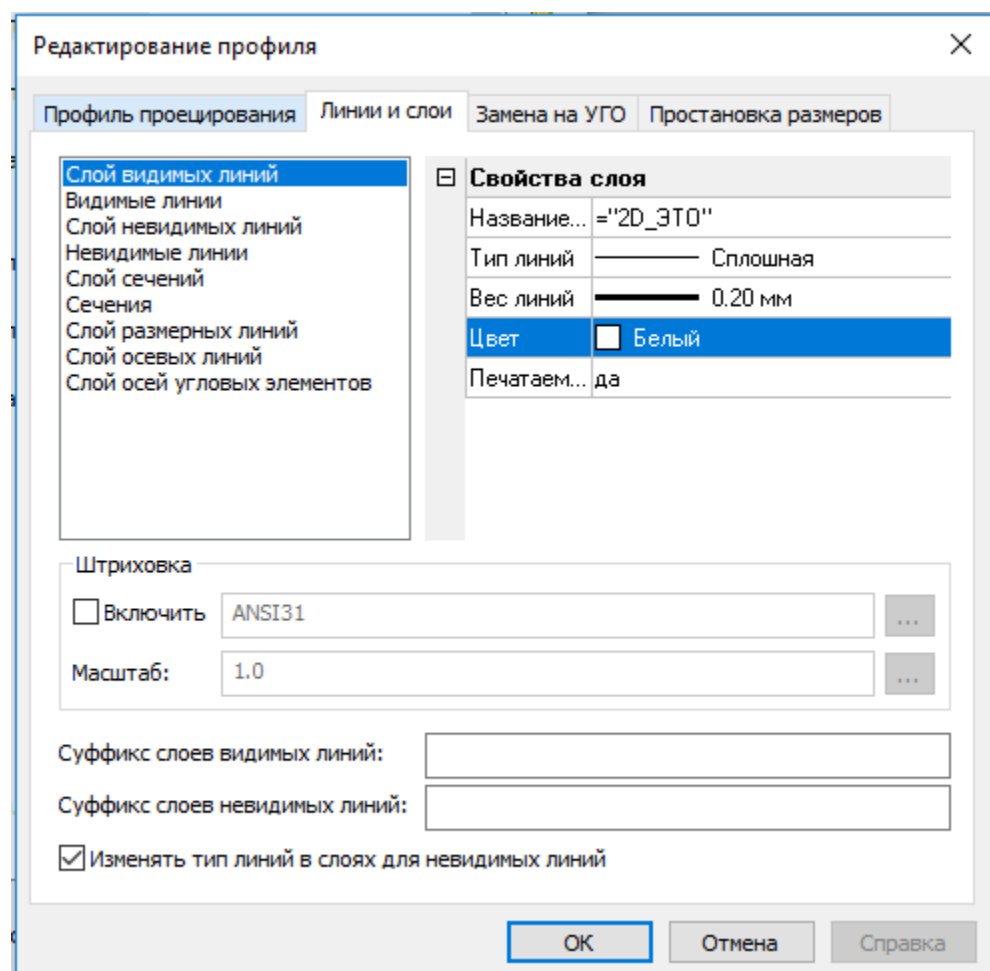 Редактирование профиля
Профиль проецирования Линии и слои Замена на УГО Простановка размеров
Слой видимых линий
Видимые линии
Слой невидимых линий
Невидимые линии
Слой сечений
Сечения
Слой размерных линий
Слой осевых линий
Слой осей угловых элементов
Свойства слоя
Название... ="2D_ЭТО"
Тип линий Сплошная
Вес линий 0.20 мм
Цвет Белый
Печатаем... да
Штриховка
Включить ANSI31 ...
Масштаб: 1.0 ...
Суффикс слоев видимых линий:
Суффикс слоев невидимых линий:
Изменять тип линий в слоях для невидимых линий
ОК Отмена Справка